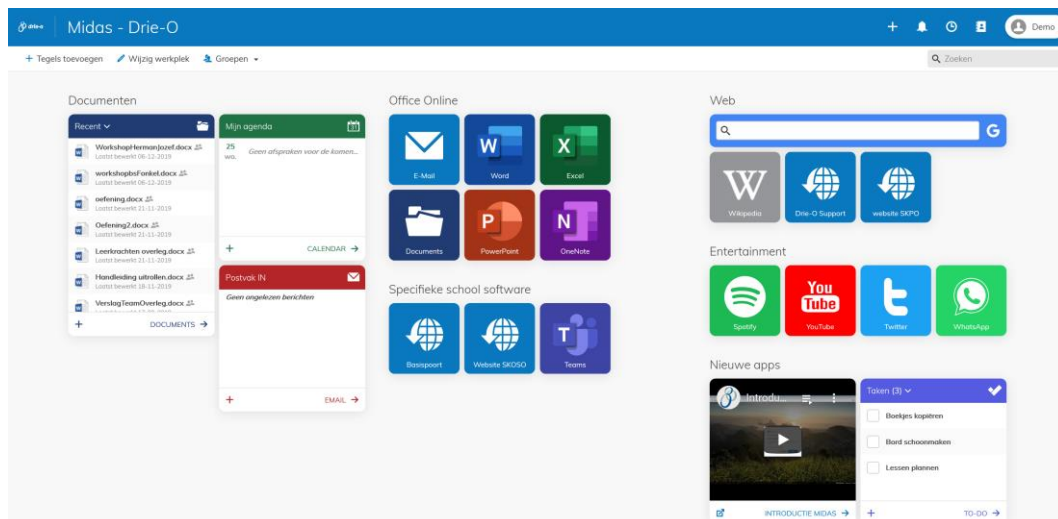 drie-o
Midas - Drie-O
Demo
+ Tegels toevoegen
Wijzig werkplek
Groepen
Zoeken
Documenten
Recent
WorkshopHermanJozef.docx
Laatst bewerkt 06-12-2019
workshopbsFonkel.docx
Laatst bewerkt 06-12-2019
oefening.docx
Laatst bewerkt 21-11-2019
Oefening2.docx
Laatst bewerkt 21-11-2019
Leerkrachten overleg.docx
Laatst bewerkt 21-11-2019
Handleiding uitrollen.docx
Laatst bewerkt 18-11-2019
VerslagTeamOverleg.docx
+ DOCUMENTS →
Mijn agenda
25
wo.
Geen afspraken voor de komen...
+ CALENDAR →
Postvak IN
Geen ongelezen berichten
+ EMAIL →
Office Online
E-Mail
W
Word
X
Excel
Documents
P
PowerPoint
N
OneNote
Specifieke school software
Basispoort
Website SKOSO
T
Teams
Web
G
W
Wikipedia
Drie-O Support
website SKPO
Entertainment
Spotify
You
Tube
YouTube
Twitter
WhatsApp
Nieuwe apps
Introdu...
INTRODUCTIE MIDAS →
Taken (3)
Boekjes kopiëren
Bord schoonmaken
Lessen plannen
+ TO-DO →